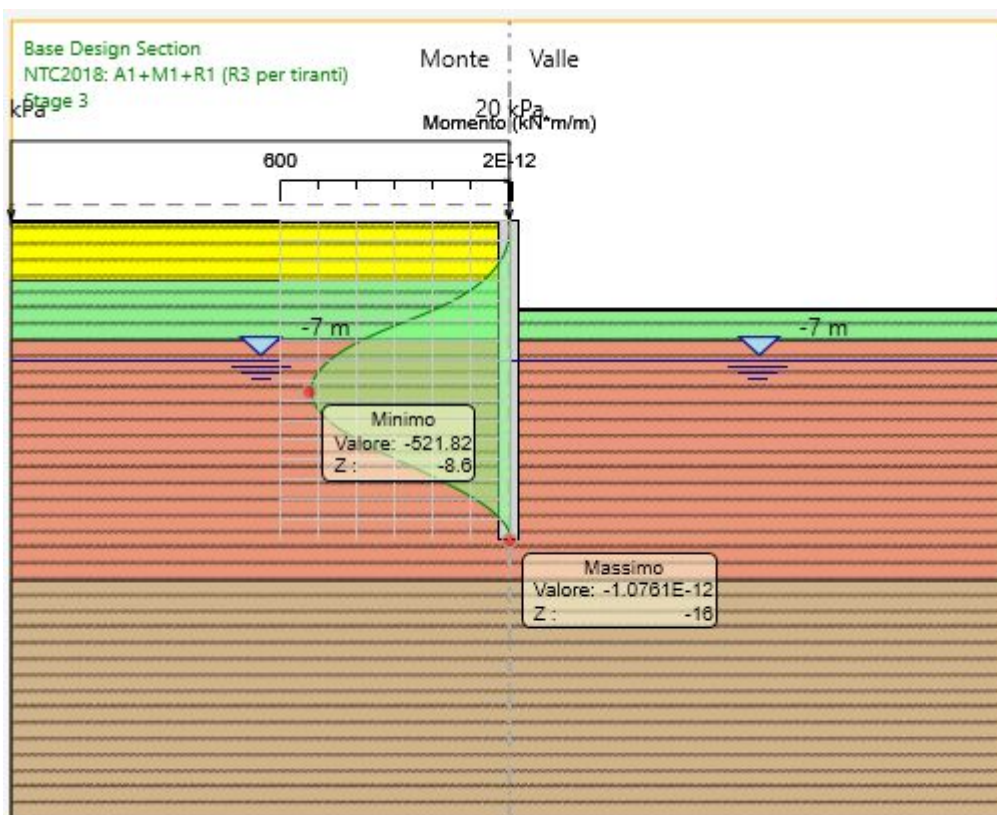 Base Design Section
NTC2018: A1+M1+R1 (R3 per tiranti)
Stage 3
Monte
Valle
kPa
20 kPa
Momento (kN*m/m)
600
2E-12
-7 m
-7 m
Minimo
Valore: -521.82
Z : -8.6
Massimo
Valore: -1.0761E-12
Z : -16